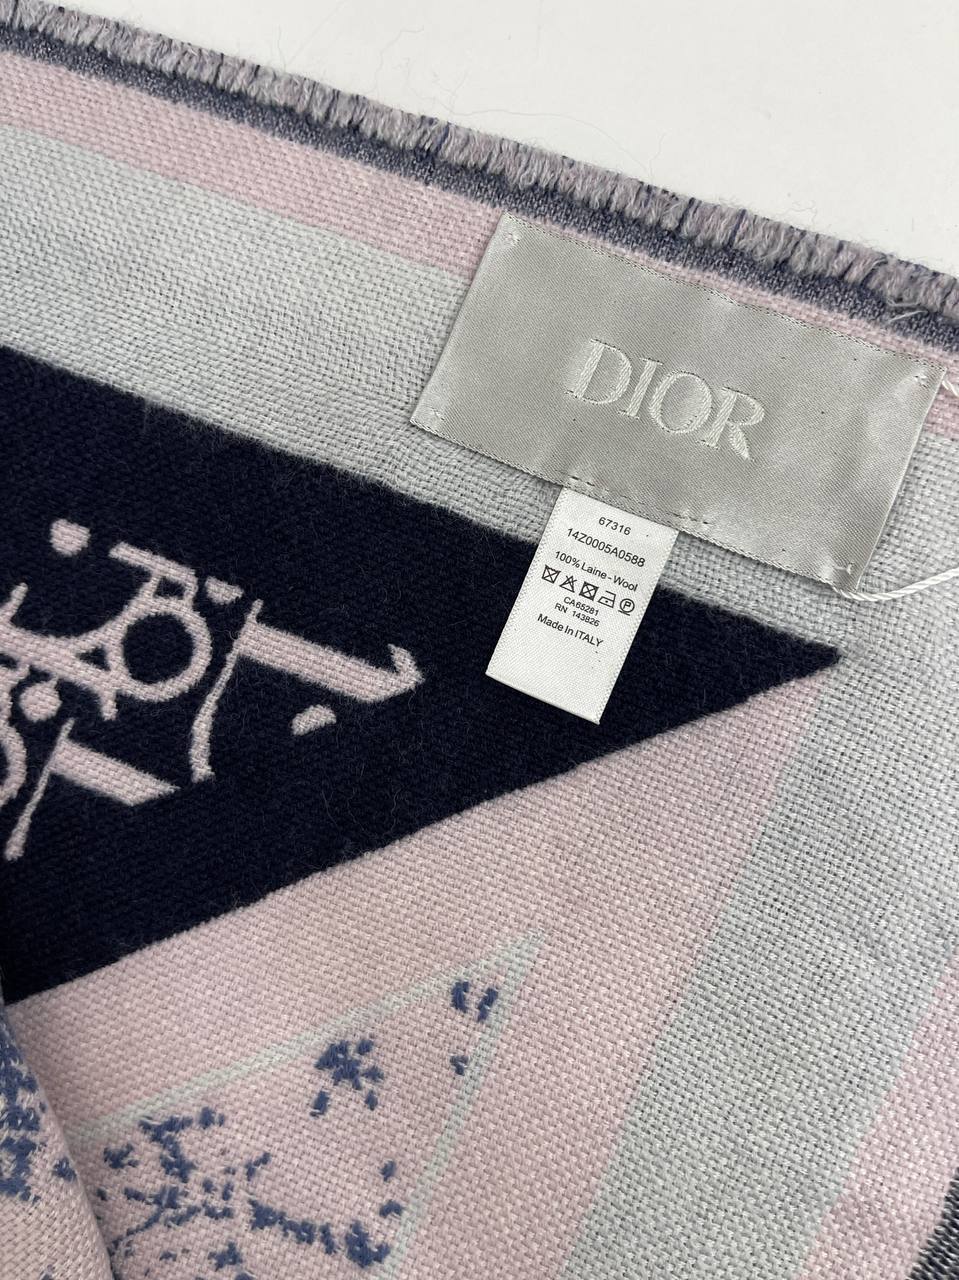 DIOR
67316
14Z0005A0588
100% Laine - Wool
CA65281
RN 143826
Made In ITALY